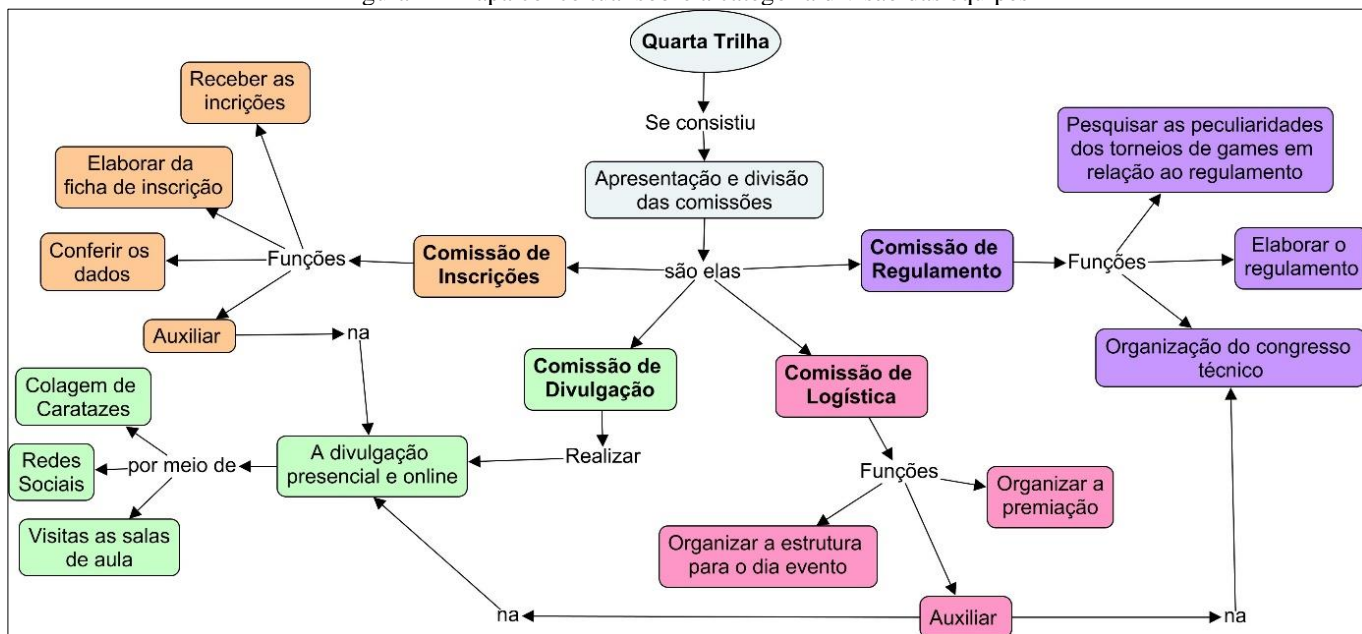 Quarta Trilha
Se consistiu
Apresentação e divisão
das comissões
são elas
Comissão de
Inscrições
Funções
Receber as
incrições
Elaborar da
ficha de inscrição
Conferir os
dados
Auxiliar
na
Comissão de
Divulgação
Realizar
A divulgação
presencial e online
por meio de
Colagem de
Caratazes
Redes
Sociais
Visitas as salas
de aula
Comissão de
Logística
Funções
Organizar a
premiação
Organizar a estrutura
para o dia evento
Auxiliar
na
na
Comissão de
Regulamento
Funções
Pesquisar as peculiaridades
dos torneios de games em
relação ao regulamento
Elaborar o
regulamento
Organização do congresso
técnico